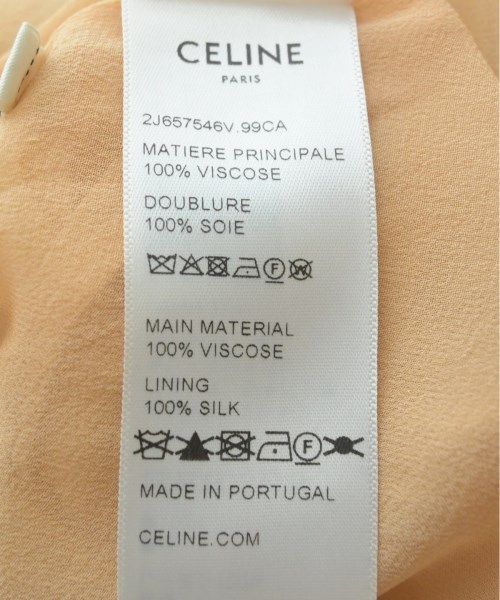 CELINE
PARIS
2J657546V.99CA
MATIERE PRINCIPALE
100% VISCOSE
DOUBLURE
100% SOIE
F W
MAIN MATERIAL
100% VISCOSE
LINING
100% SILK
F
MADE IN PORTUGAL
CELINE.COM